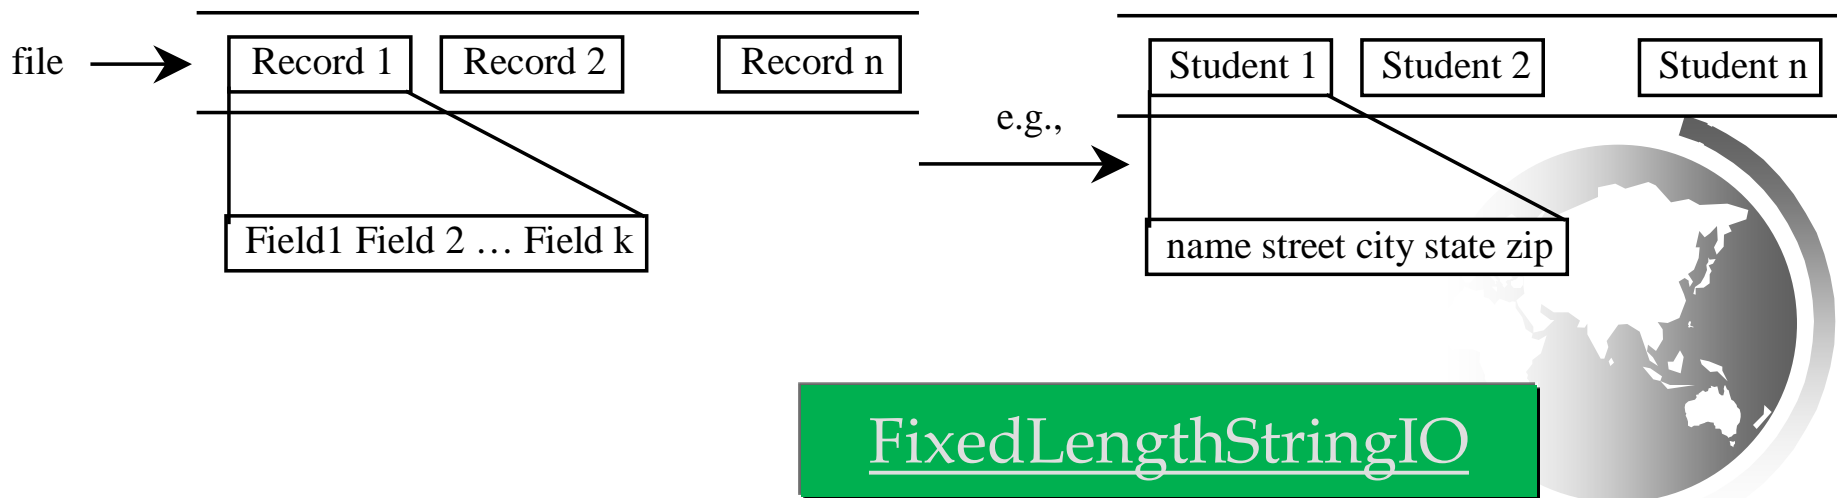 file
Record 1
Record 2
Record n
Field1 Field 2 … Field k
e.g.,
Student 1
Student 2
Student n
name street city state zip
FixedLengthStringIO